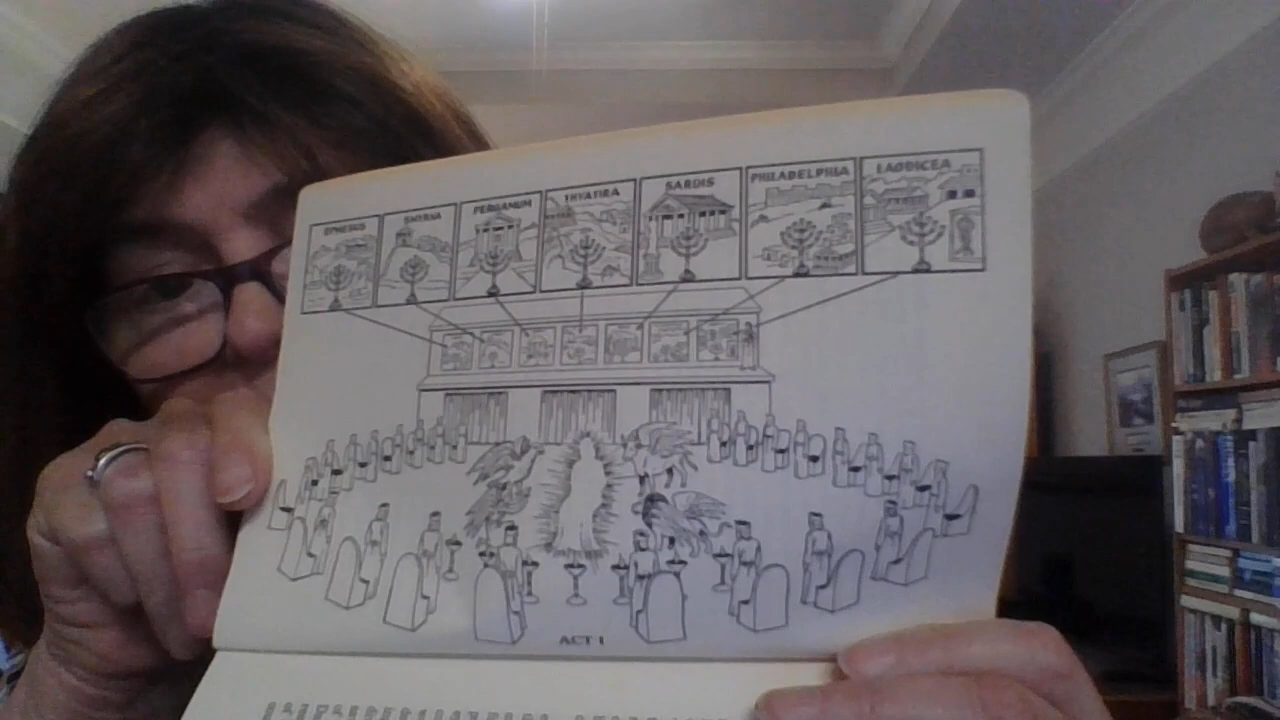 EPHESUS
SMYRNA
PERGAMUM
THYATIRA
SARDIS
PHILADELPHIA
LAODICEA
ACT I